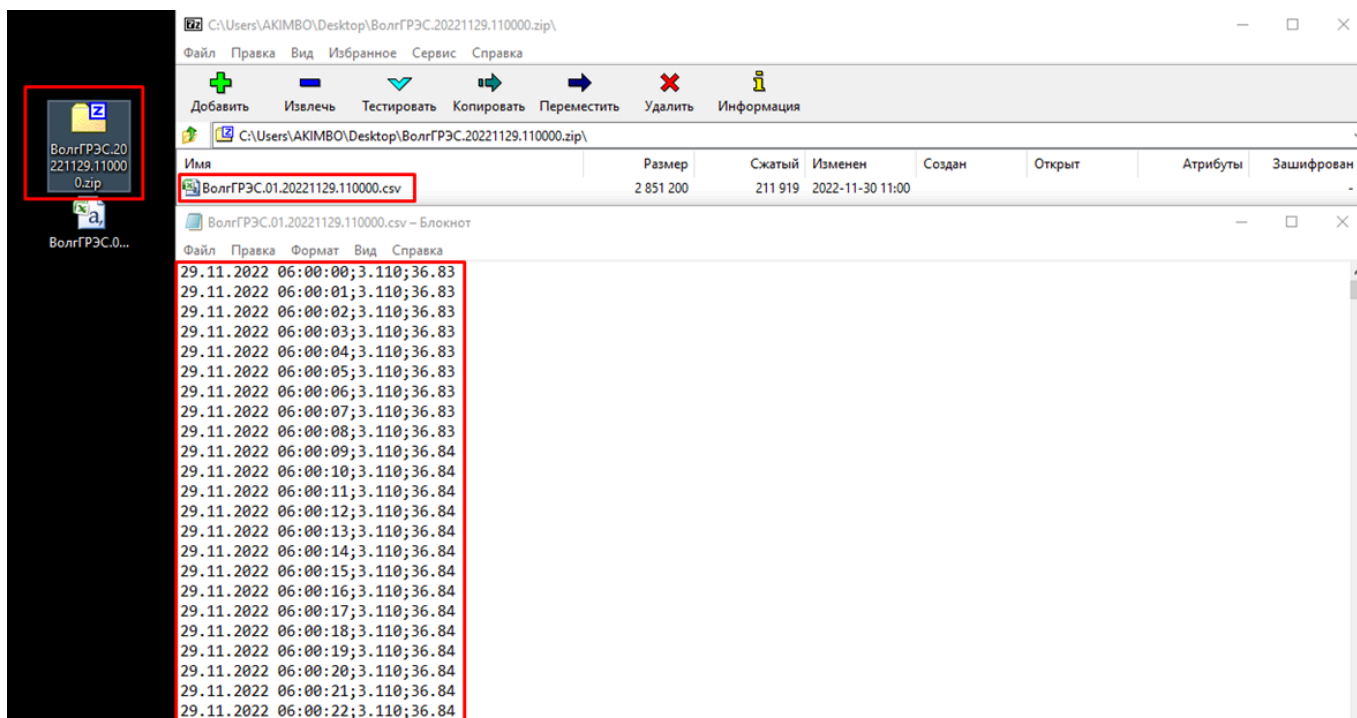 C:\Users\AKIMBO\Desktop\ВолгГРЭС.20221129.110000.zip\
Файл Правка Вид Избранное Сервис Справка
Добавить Извлечь Тестировать Копировать Переместить Удалить Информация
C:\Users\AKIMBO\Desktop\ВолгГРЭС.20221129.110000.zip\
Имя Размер Сжатый Изменен Создан Открыт Атрибуты Зашифрован
ВолгГРЭС.01.20221129.110000.csv 2 851 200 211 919 2022-11-30 11:00 -
ВолгГРЭС.20
221129.11000
0.zip
ВолгГРЭС.0...
ВолгГРЭС.01.20221129.110000.csv – Блокнот
Файл Правка Формат Вид Справка
29.11.2022 06:00:00;3.110;36.83
29.11.2022 06:00:01;3.110;36.83
29.11.2022 06:00:02;3.110;36.83
29.11.2022 06:00:03;3.110;36.83
29.11.2022 06:00:04;3.110;36.83
29.11.2022 06:00:05;3.110;36.83
29.11.2022 06:00:06;3.110;36.83
29.11.2022 06:00:07;3.110;36.83
29.11.2022 06:00:08;3.110;36.83
29.11.2022 06:00:09;3.110;36.84
29.11.2022 06:00:10;3.110;36.84
29.11.2022 06:00:11;3.110;36.84
29.11.2022 06:00:12;3.110;36.84
29.11.2022 06:00:13;3.110;36.84
29.11.2022 06:00:14;3.110;36.84
29.11.2022 06:00:15;3.110;36.84
29.11.2022 06:00:16;3.110;36.84
29.11.2022 06:00:17;3.110;36.84
29.11.2022 06:00:18;3.110;36.84
29.11.2022 06:00:19;3.110;36.84
29.11.2022 06:00:20;3.110;36.84
29.11.2022 06:00:21;3.110;36.84
29.11.2022 06:00:22;3.110;36.84